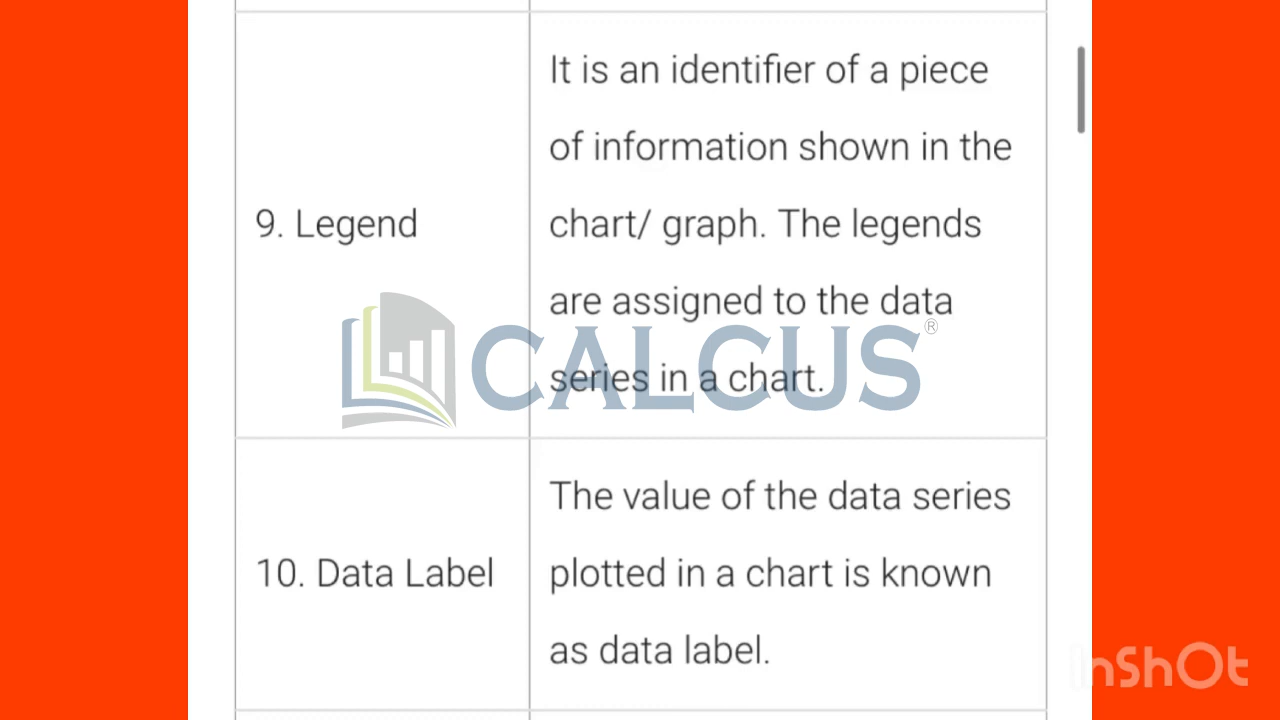 It is an identifier of a piece
of information shown in the
9. Legend
chart/ graph. The legends
are assigned to the data
CALCUS®
series in a chart.
The value of the data series
10. Data Label
plotted in a chart is known
as data label.
InShOt